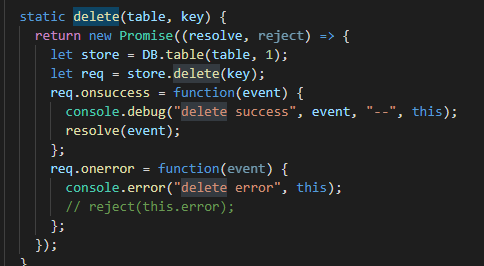 static delete(table, key) {
return new Promise((resolve, reject) => {
let store = DB.table(table, 1);
let req = store.delete(key);
req.onsuccess = function(event) {
console.debug("delete success", event, "--", this);
resolve(event);
};
req.onerror = function(event) {
console.error("delete error", this);
// reject(this.error);
};
});
}